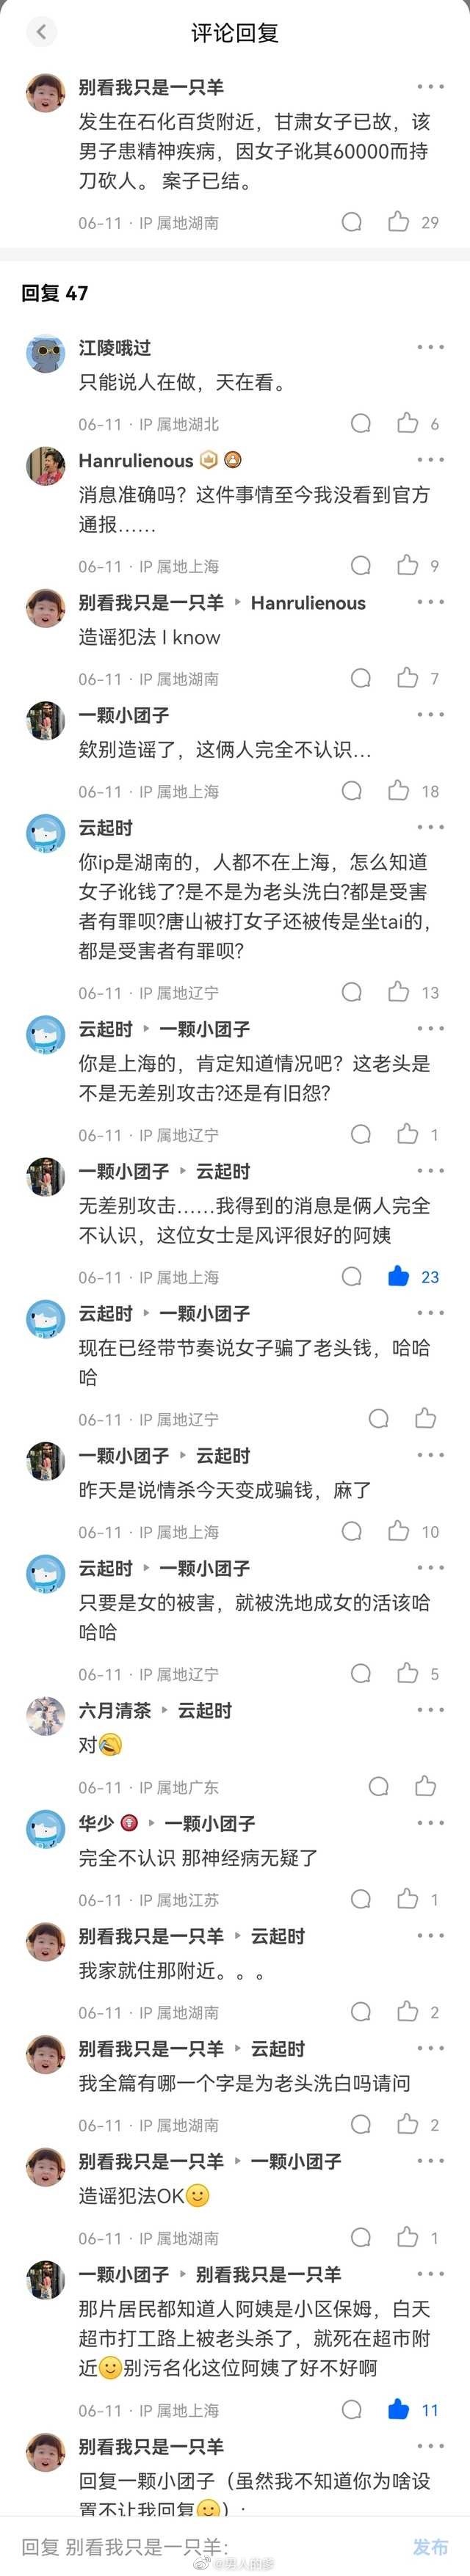 评论回复
别看我只是一只羊
发生在石化百货附近，甘肃女子已故，该
男子患精神疾病，因女子讹其60000而持
刀砍人。 案子已结。
06-11 · IP 属地湖南 29
回复 47
江陵哦过
只能说人在做，天在看。
06-11 · IP 属地湖北 6
Hanrulienous
消息准确吗？这件事情至今我没看到官方
通报……
06-11 · IP 属地上海 9
别看我只是一只羊 ▸ Hanrulienous
造谣犯法 I know
06-11 · IP 属地湖南 7
一颗小团子
欸别造谣了，这俩人完全不认识...
06-11 · IP 属地上海 18
云起时
你ip是湖南的，人都不在上海，怎么知道
女子讹钱了?是不是为老头洗白?都是受害
者有罪呗?唐山被打女子还被传是坐tai的，
都是受害者有罪呗?
06-11 · IP 属地辽宁 13
云起时 ▸ 一颗小团子
你是上海的，肯定知道情况吧？这老头是
不是无差别攻击?还是有旧怨?
06-11 · IP 属地辽宁 1
一颗小团子 ▸ 云起时
无差别攻击……我得到的消息是俩人完全
不认识，这位女士是风评很好的阿姨
06-11 · IP 属地上海 23
云起时 ▸ 一颗小团子
现在已经带节奏说女子骗了老头钱，哈哈
哈
06-11 · IP 属地辽宁
一颗小团子 ▸ 云起时
昨天是说情杀今天变成骗钱，麻了
06-11 · IP 属地上海 10
云起时 ▸ 一颗小团子
只要是女的被害，就被洗地成女的活该哈
哈哈
06-11 · IP 属地辽宁 5
六月清茶 ▸ 云起时
对🤣
06-11 · IP 属地广东
华少 ▸ 一颗小团子
完全不认识 那神经病无疑了
06-11 · IP 属地江苏 1
别看我只是一只羊 ▸ 云起时
我家就住那附近。。。
06-11 · IP 属地湖南 2
别看我只是一只羊 ▸ 云起时
我全篇有哪一个字是为老头洗白吗请问
06-11 · IP 属地湖南 2
别看我只是一只羊 ▸ 一颗小团子
造谣犯法OK🙂
06-11 · IP 属地湖南 1
一颗小团子 ▸ 别看我只是一只羊
那片居民都知道人阿姨是小区保姆，白天
超市打工路上被老头杀了，就死在超市附
近🙂别污名化这位阿姨了好不好啊
06-11 · IP 属地上海 11
别看我只是一只羊
回复一颗小团子（虽然我不知道你为啥设
置不让我回复🙂）：
回复 别看我只是一只羊：
发布